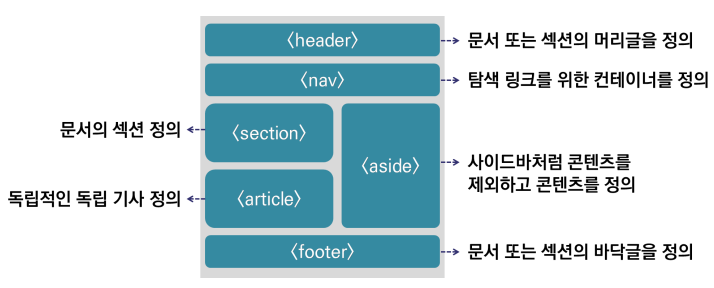 〈header〉
문서 또는 섹션의 머리글을 정의
〈nav〉
탐색 링크를 위한 컨테이너를 정의
문서의 섹션 정의
〈section〉
독립적인 독립 기사 정의
〈article〉
〈aside〉
사이드바처럼 콘텐츠를
제외하고 콘텐츠를 정의
〈footer〉
문서 또는 섹션의 바닥글을 정의